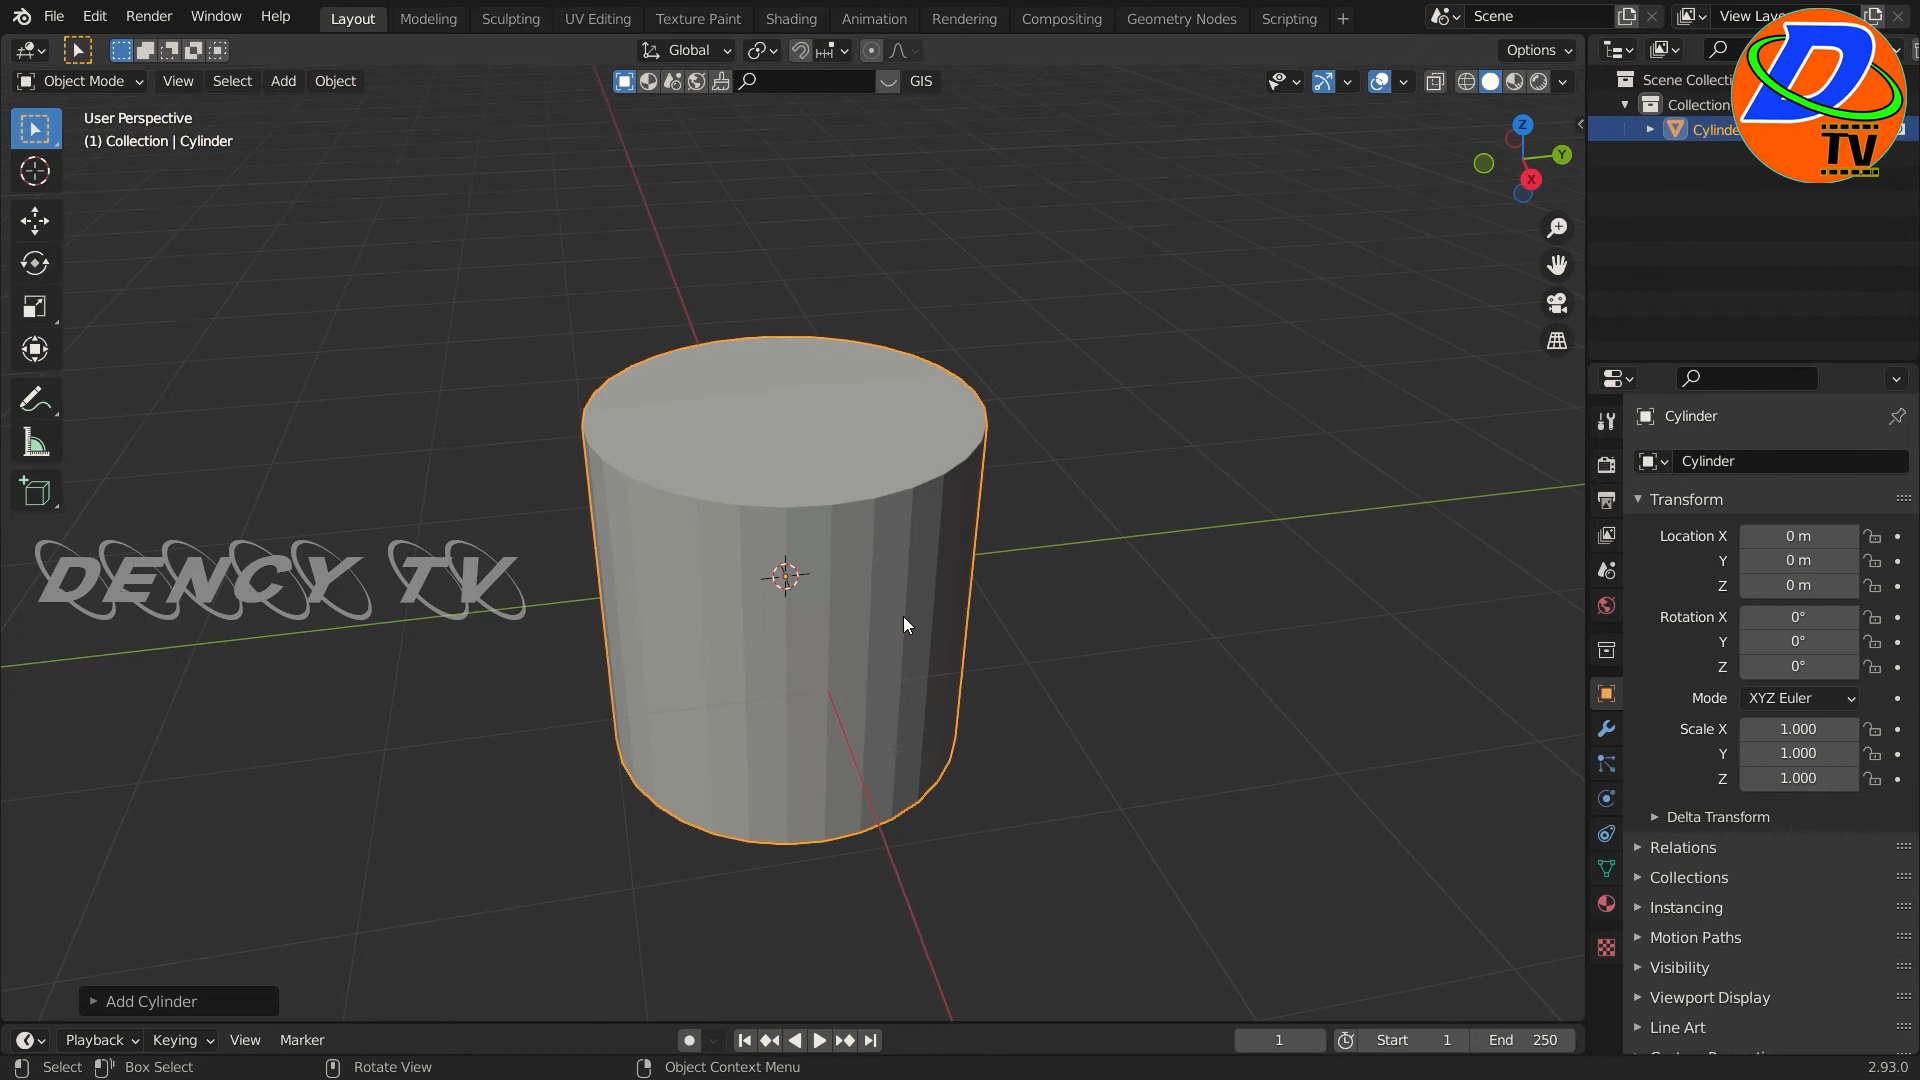 File Edit Render Window Help Layout Modeling Sculpting UV Editing Texture Paint Shading Animation Rendering Compositing Geometry Nodes Scripting + Scene View Laye
Global Options
Object Mode View Select Add Object GIS
Scene Collecti
Collection
Cylinde
D
TV
User Perspective
(1) Collection | Cylinder
Z
Y
X
Cylinder
Cylinder
Transform
Location X 0 m
Y 0 m
Z 0 m
Rotation X 0°
Y 0°
Z 0°
Mode XYZ Euler
Scale X 1.000
Y 1.000
Z 1.000
Delta Transform
Relations
Collections
Instancing
Motion Paths
Visibility
Viewport Display
Line Art
DENCY TV
Add Cylinder
Playback Keying View Marker 1 Start 1 End 250
Select Box Select Rotate View Object Context Menu 2.93.0